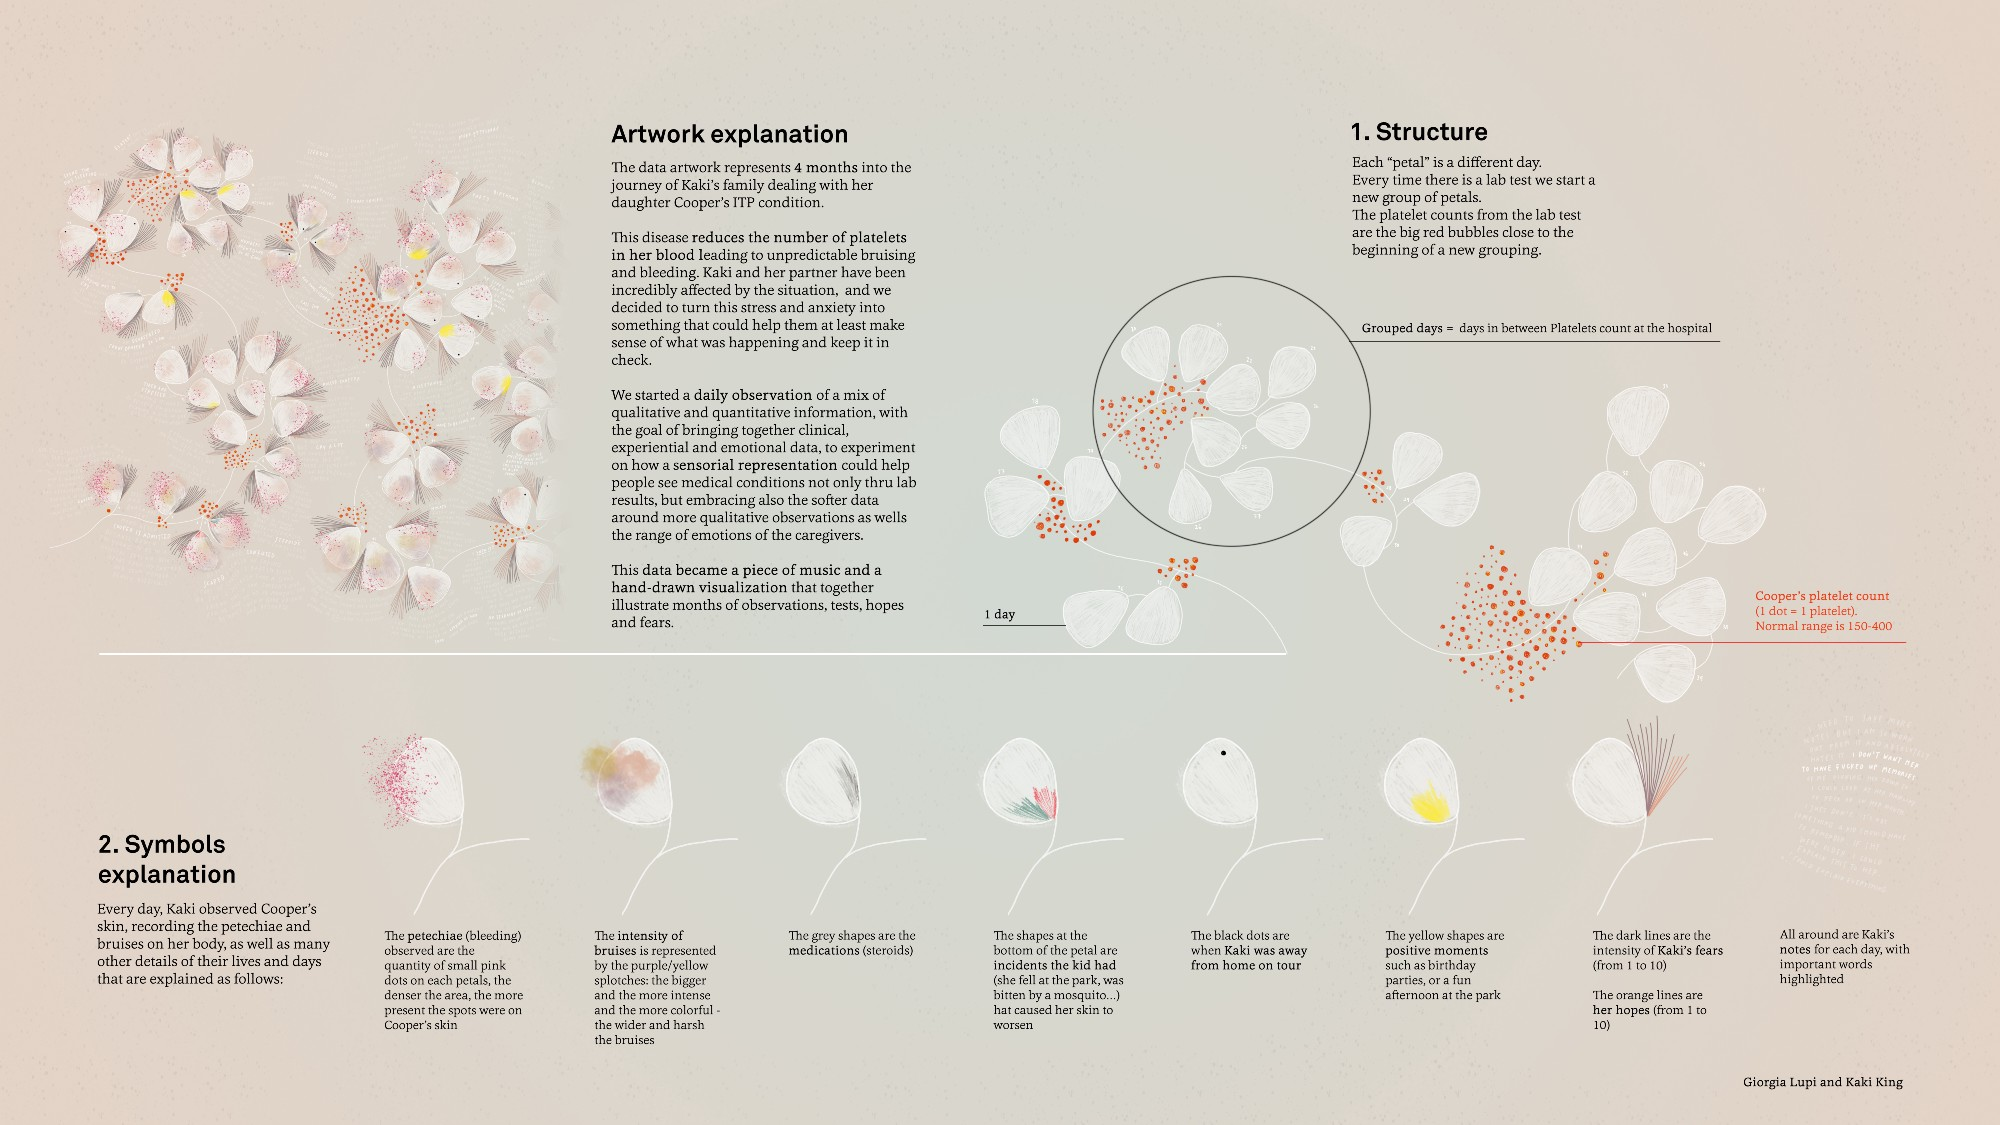 Artwork explanation
The data artwork represents 4 months into the
journey of Kaki’s family dealing with her
daughter Cooper’s ITP condition.
This disease reduces the number of platelets
in her blood leading to unpredictable bruising
and bleeding. Kaki and her partner have been
incredibly affected by the situation, and we
decided to turn this stress and anxiety into
something that could help them at least make
sense of what was happening and keep it in
check.
We started a daily observation of a mix of
qualitative and quantitative information, with
the goal of bringing together clinical,
experiential and emotional data, to experiment
on how a sensorial representation could help
people see medical conditions not only thru lab
results, but embracing also the softer data
around more qualitative observations as wells
the range of emotions of the caregivers.
This data became a piece of music and a
hand-drawn visualization that together
illustrate months of observations, tests, hopes
and fears.
1. Structure
Each “petal” is a different day.
Every time there is a lab test we start a
new group of petals.
The platelet counts from the lab test
are the big red bubbles close to the
beginning of a new grouping.
Grouped days = days in between Platelets count at the hospital
1 day
Cooper’s platelet count
(1 dot = 1 platelet).
Normal range is 150-400
2. Symbols
explanation
Every day, Kaki observed Cooper’s
skin, recording the petechiae and
bruises on her body, as well as many
other details of their lives and days
that are explained as follows:
The petechiae (bleeding)
observed are the
quantity of small pink
dots on each petals, the
denser the area, the more
present the spots were on
Cooper’s skin
The intensity of
bruises is represented
by the purple/yellow
splotches: the bigger
and the more intense
and the more colorful -
the wider and harsh
the bruises
The grey shapes are the
medications (steroids)
The shapes at the
bottom of the petal are
incidents the kid had
(she fell at the park, was
bitten by a mosquito...)
hat caused her skin to
worsen
The black dots are
when Kaki was away
from home on tour
The yellow shapes are
positive moments
such as birthday
parties, or a fun
afternoon at the park
The dark lines are the
intensity of Kaki’s fears
(from 1 to 10)
The orange lines are
her hopes (from 1 to
10)
I DON'T WANT HER
TO HAVE FUCKED UP MEMORIES
All around are Kaki’s
notes for each day, with
important words
highlighted
Giorgia Lupi and Kaki King